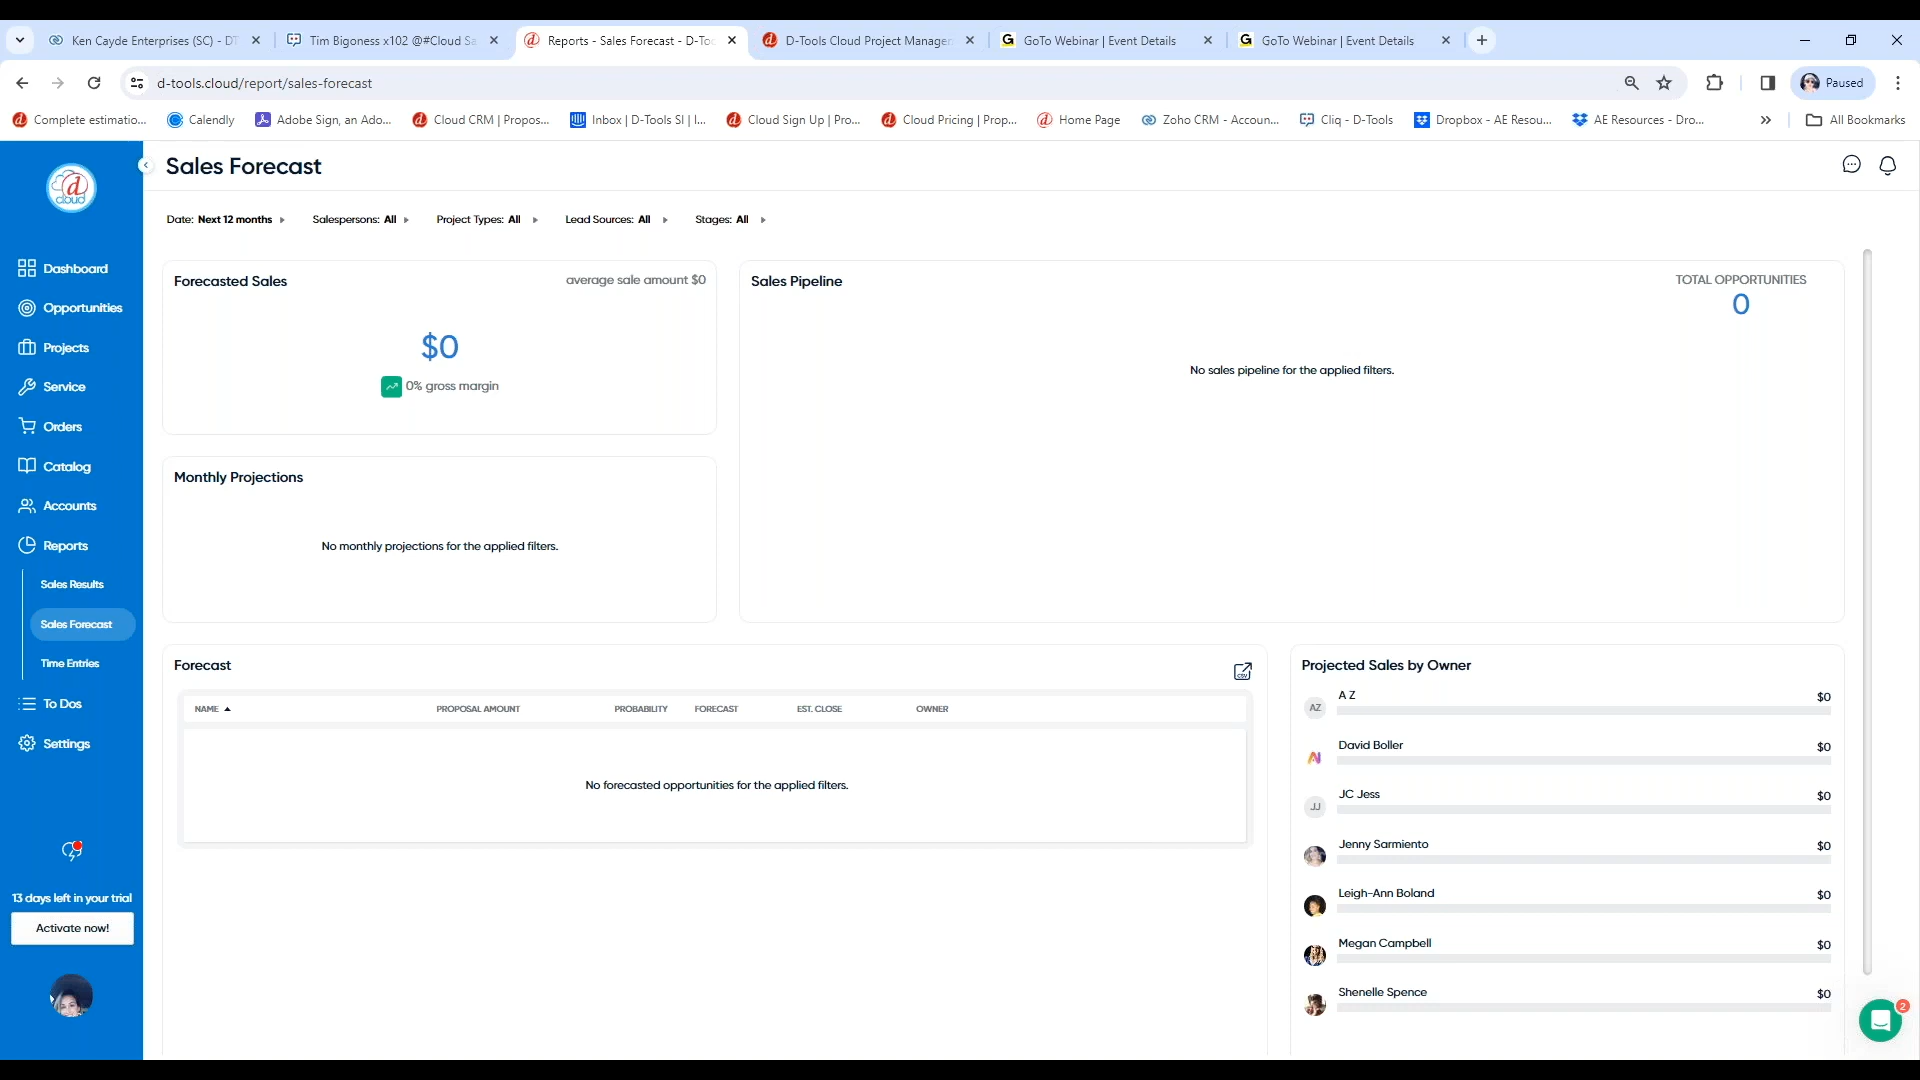 Ken Cayde Enterprises (SC) - DT
Tim Bigoness x102 @#Cloud Sa
Reports - Sales Forecast - D-Too
D-Tools Cloud Project Manager
GoTo Webinar | Event Details
GoTo Webinar | Event Details
d-tools.cloud/report/sales-forecast
Paused
Complete estimatio...
Calendly
Adobe Sign, an Ado...
Cloud CRM | Propos...
Inbox | D-Tools SI | I...
Cloud Sign Up | Pro...
Cloud Pricing | Prop...
Home Page
Zoho CRM - Accoun...
Cliq - D-Tools
Dropbox - AE Resou...
AE Resources - Dro...
All Bookmarks
d cloud
Sales Forecast
Date: Next 12 months
Salespersons: All
Project Types: All
Lead Sources: All
Stages: All
Dashboard
Opportunities
Projects
Service
Orders
Catalog
Accounts
Reports
Sales Results
Sales Forecast
Time Entries
To Dos
Settings
13 days left in your trial
Activate now!
Forecasted Sales
average sale amount $0
$0
0% gross margin
Sales Pipeline
TOTAL OPPORTUNITIES
0
No sales pipeline for the applied filters.
Monthly Projections
No monthly projections for the applied filters.
Forecast
CSV
NAME
PROPOSAL AMOUNT
PROBABILITY
FORECAST
EST. CLOSE
OWNER
No forecasted opportunities for the applied filters.
Projected Sales by Owner
AZ
A Z
$0
David Boller
$0
JJ
JC Jess
$0
Jenny Sarmiento
$0
Leigh-Ann Boland
$0
Megan Campbell
$0
Shenelle Spence
$0
2